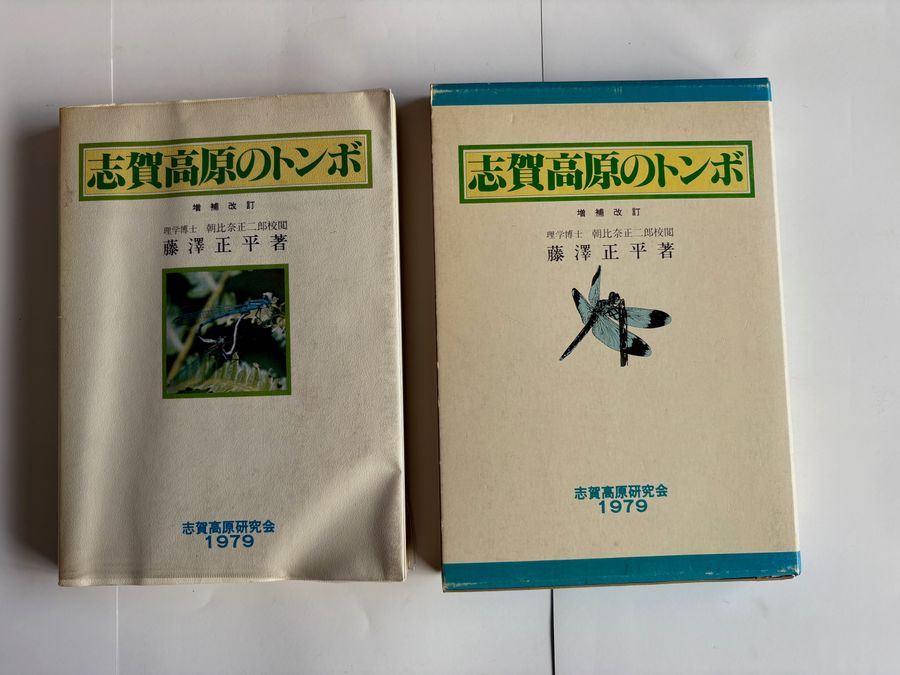 志賀高原のトンボ
増補改訂
理学博士 朝比奈正二郎校閲
藤澤正平著
志賀高原研究会
1979
志賀高原のトンボ
増補改訂
理学博士 朝比奈正二郎校閲
藤澤正平著
志賀高原研究会
1979